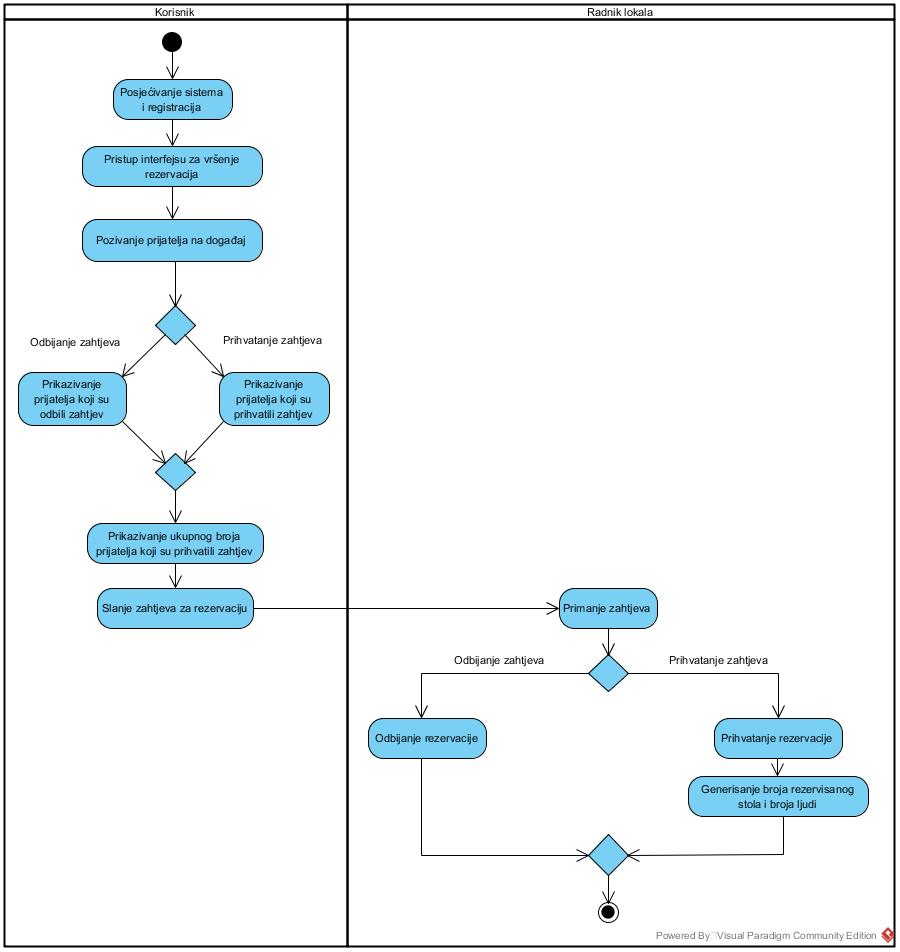 Korisnik
Radnik lokala
Posjećivanje sistema
i registracija
Pristup interfejsu za vršenje
rezervacija
Pozivanje prijatelja na događaj
Odbijanje zahtjeva
Prihvatanje zahtjeva
Prikazivanje
prijatelja koji su
odbili zahtjev
Prikazivanje
prijatelja koji su
prihvatili zahtjev
Prikazivanje ukupnog broja
prijatelja koji su prihvatili zahtjev
Slanje zahtjeva za rezervaciju
Primanje zahtjeva
Odbijanje zahtjeva
Prihvatanje zahtjeva
Odbijanje rezervacije
Prihvatanje rezervacije
Generisanje broja rezervisanog
stola i broja ljudi
Powered By Visual Paradigm Community Edition